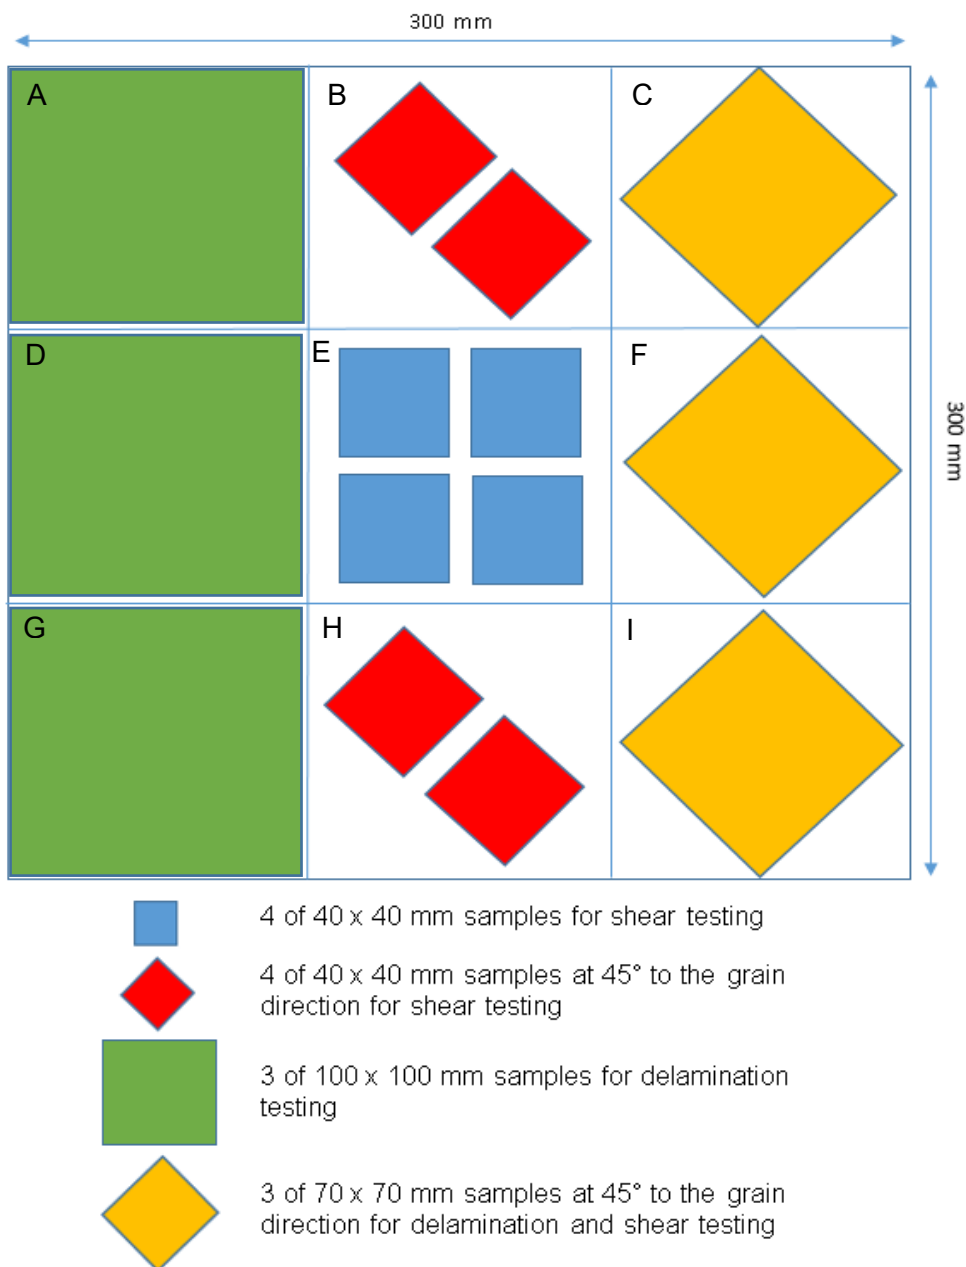 300 mm
A
B
C
D
E
F
300 mm
G
H
I
4 of 40 x 40 mm samples for shear testing
4 of 40 x 40 mm samples at 45° to the grain
direction for shear testing
3 of 100 x 100 mm samples for delamination
testing
3 of 70 x 70 mm samples at 45° to the grain
direction for delamination and shear testing